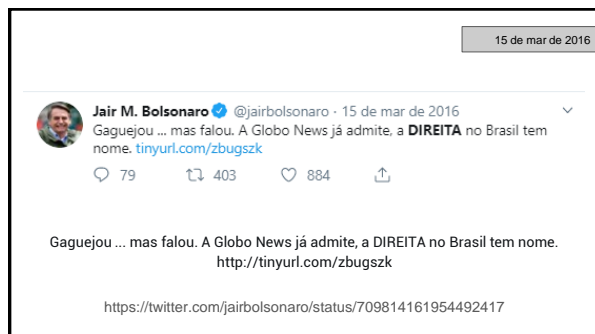 15 de mar de 2016
Jair M. Bolsonaro @jairbolsonaro · 15 de mar de 2016
Gaguejou ... mas falou. A Globo News já admite, a DIREITA no Brasil tem
nome. tinyurl.com/zbugszk
79 403 884
Gaguejou ... mas falou. A Globo News já admite, a DIREITA no Brasil tem nome.
http://tinyurl.com/zbugszk
https://twitter.com/jairbolsonaro/status/709814161954492417